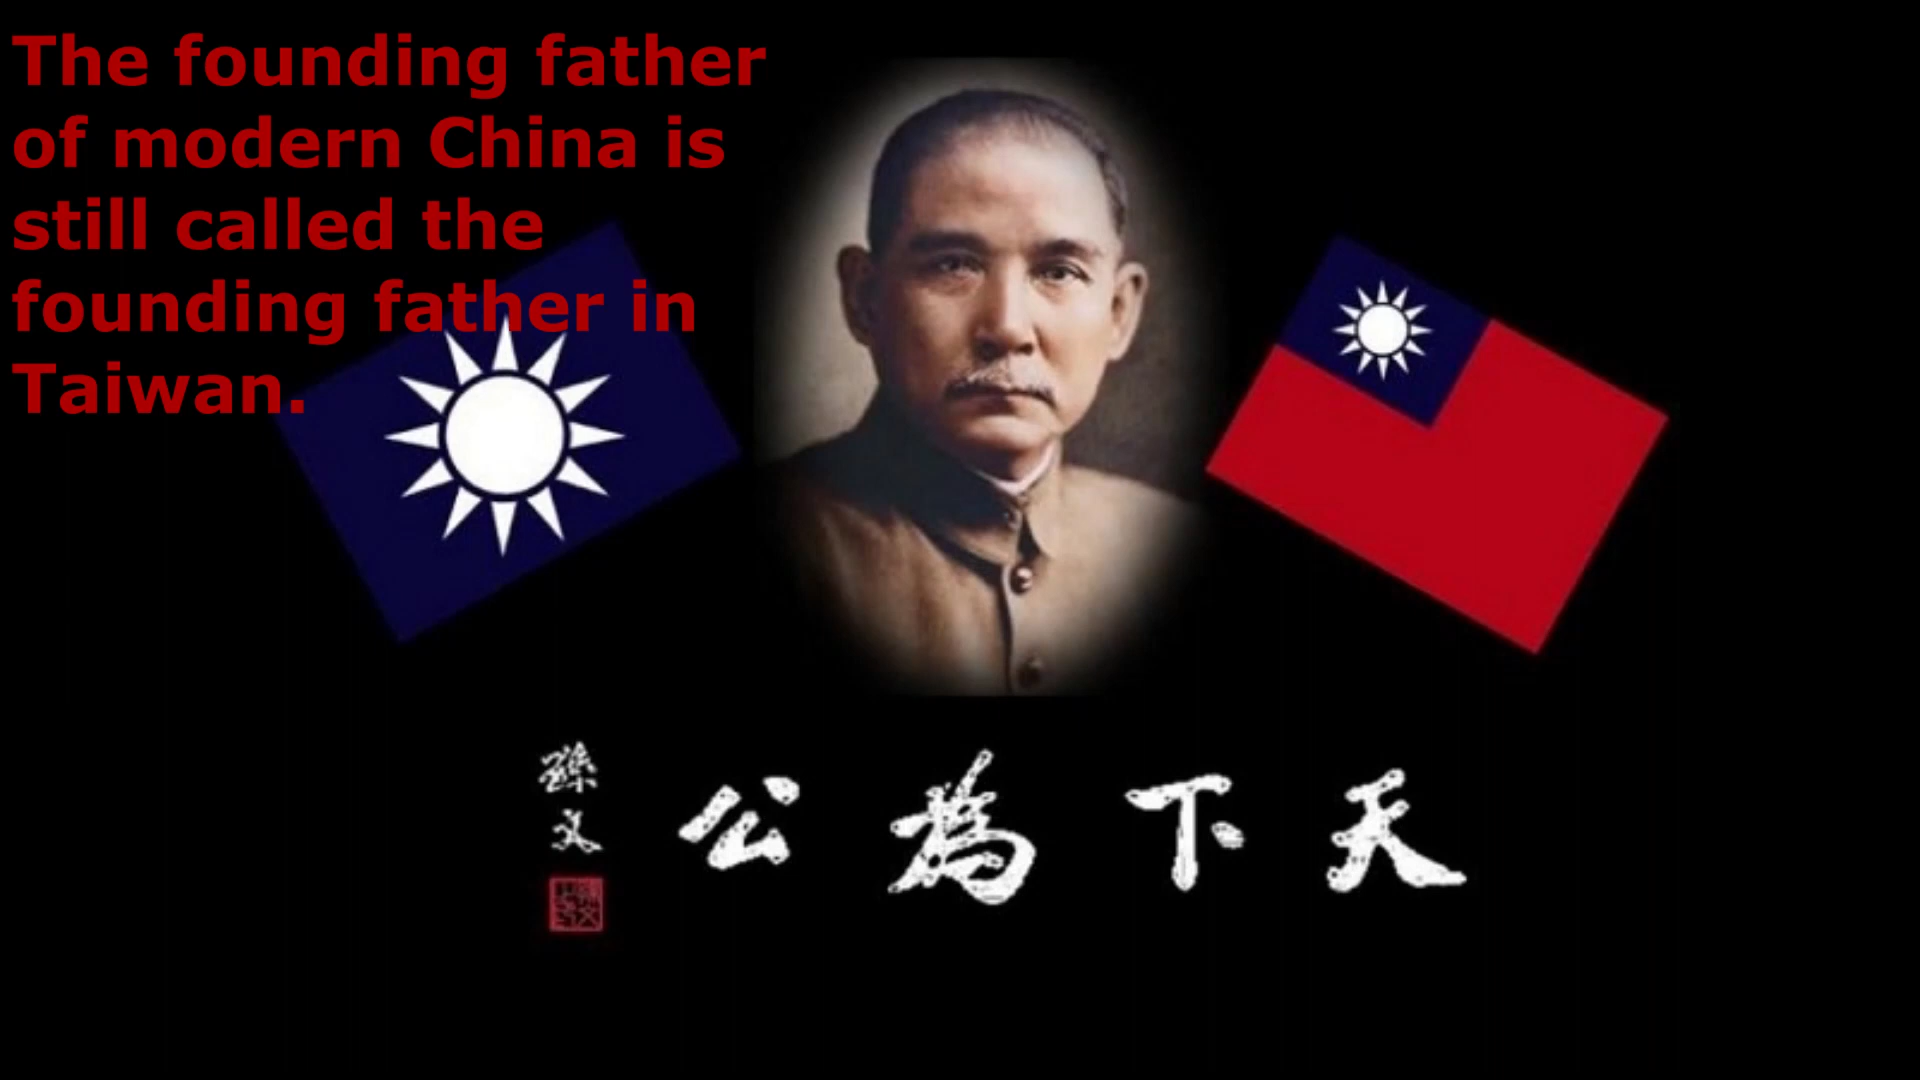 The founding father
of modern China is
still called the
founding father in
Taiwan.
天下為公
孫文